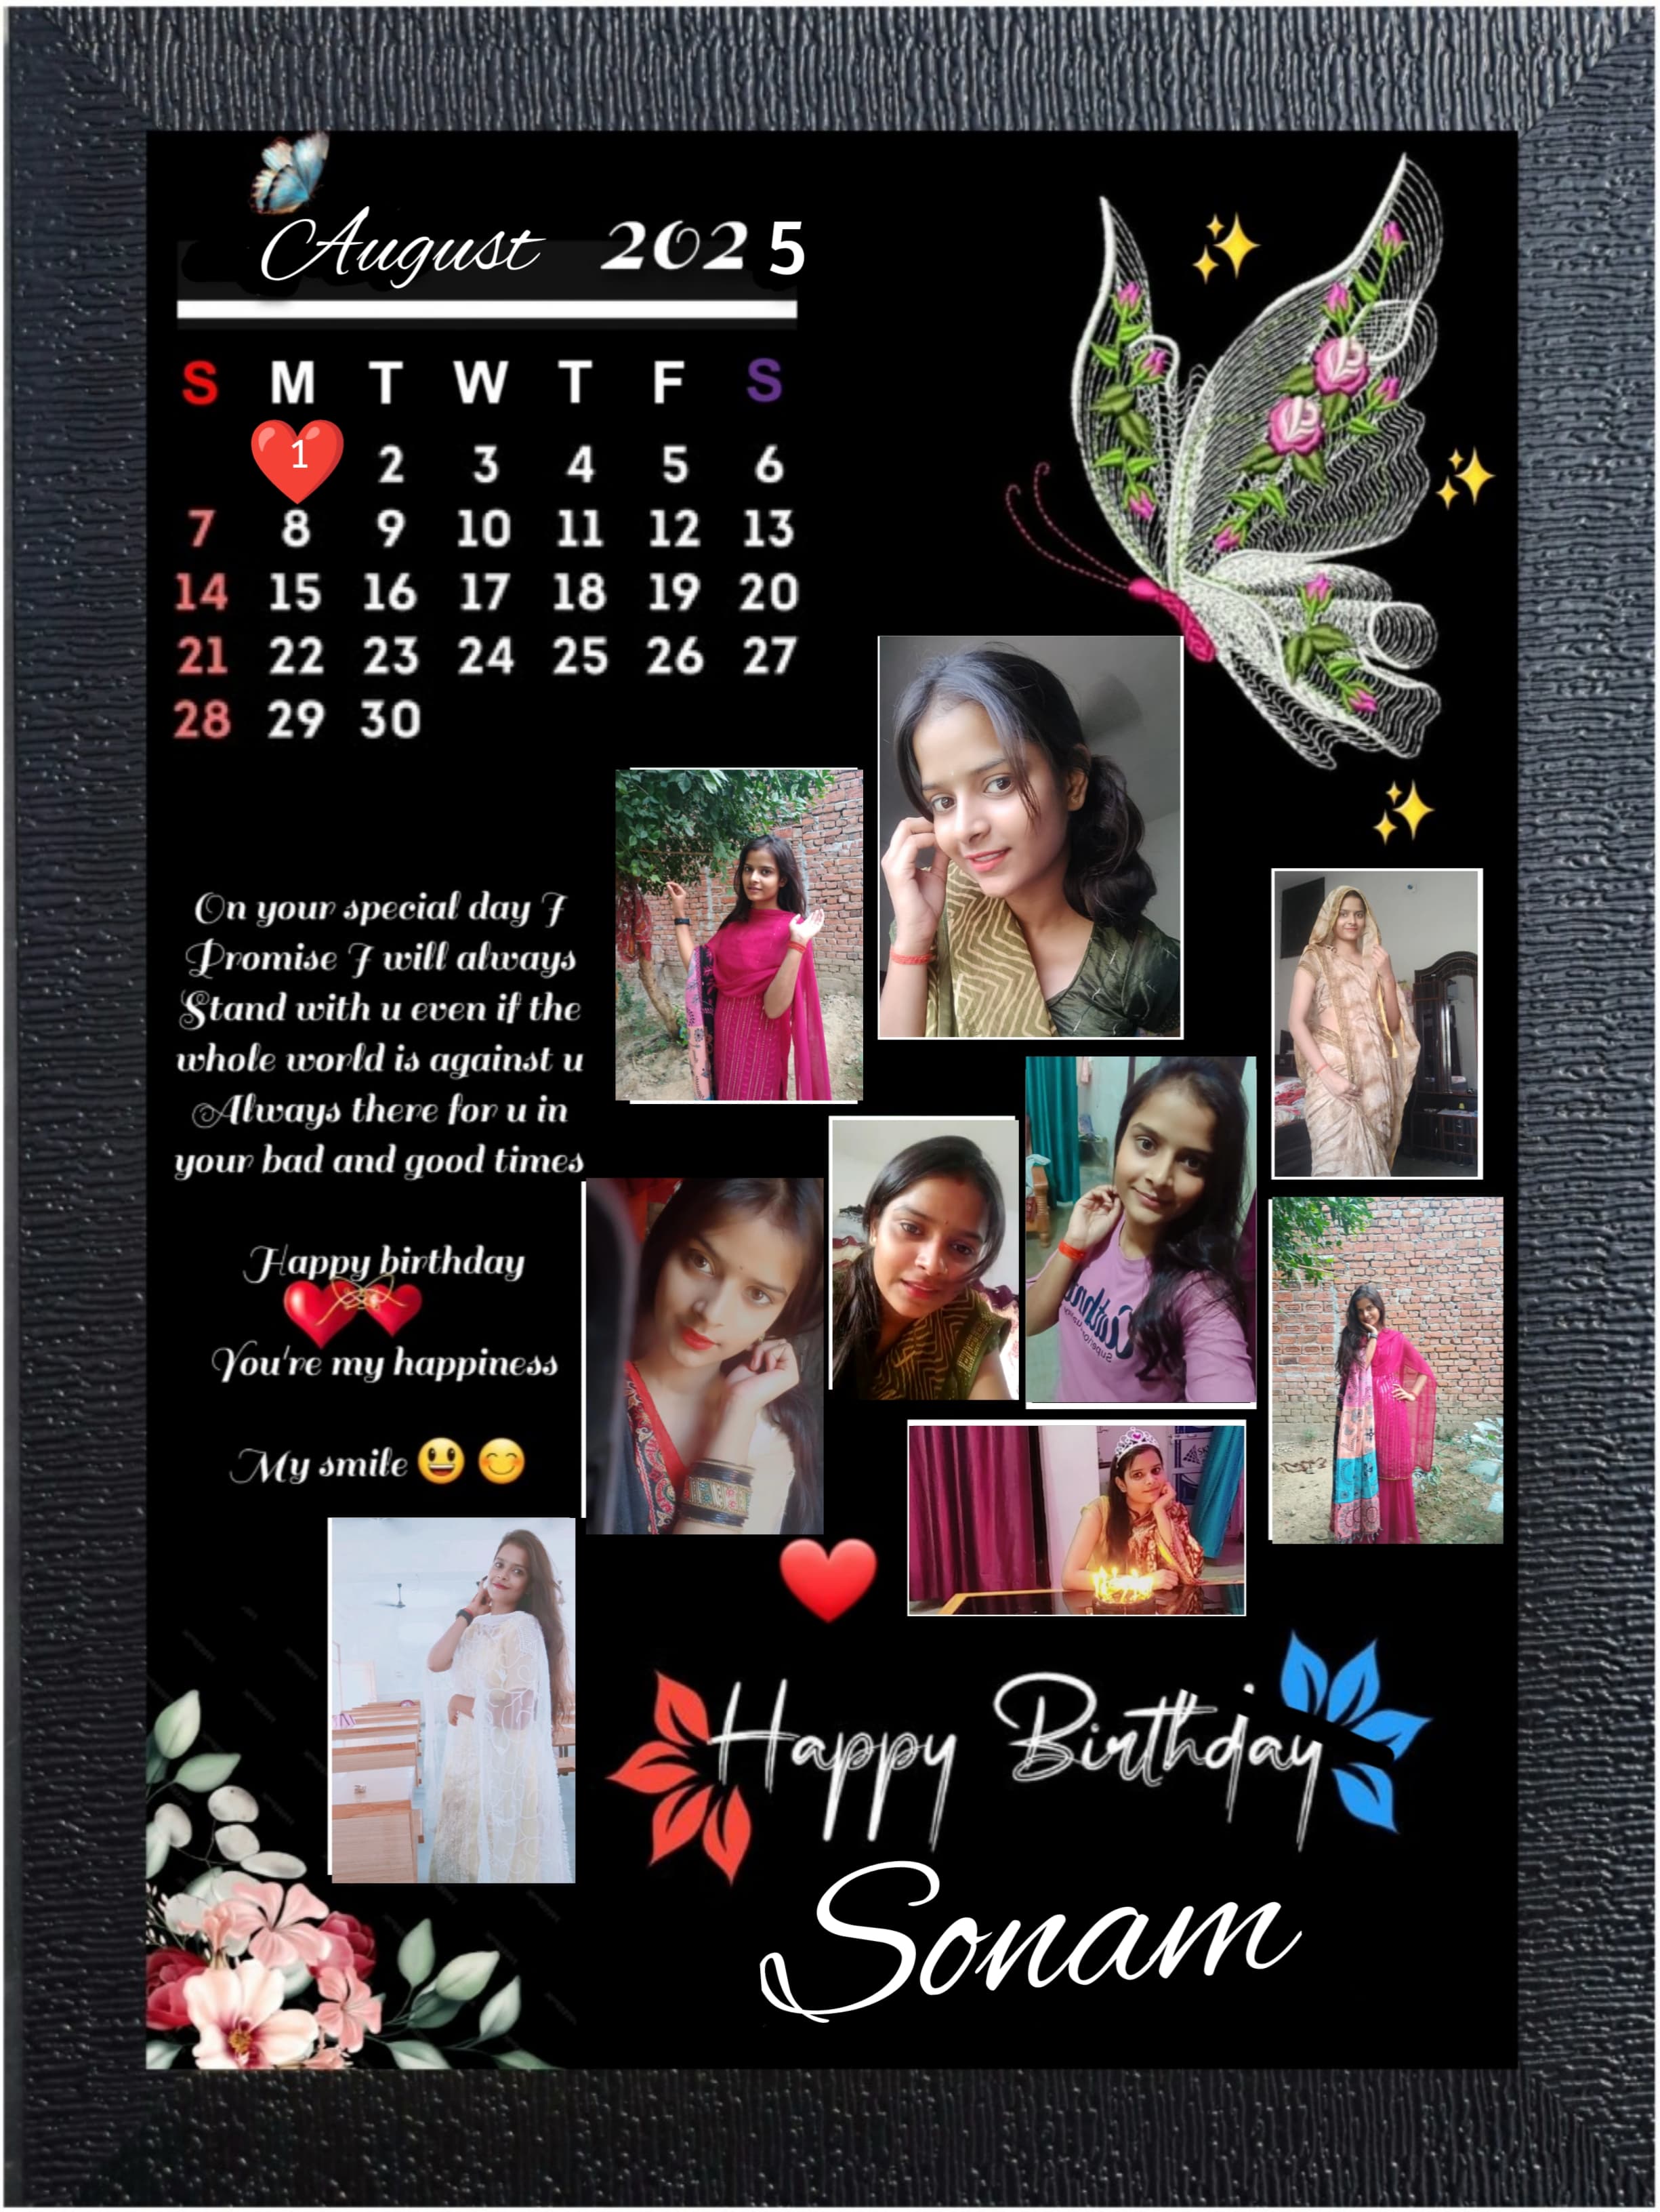 August 2025
S M T W T F S
1 2 3 4 5 6
7 8 9 10 11 12 13
14 15 16 17 18 19 20
21 22 23 24 25 26 27
28 29 30
On your special day I
Promise I will always
Stand with u even if the
whole world is against u
Always there for u in
your bad and good times
Happy birthday
You're my happiness
My smile 😃 😊
Happy Birthday
Sonam